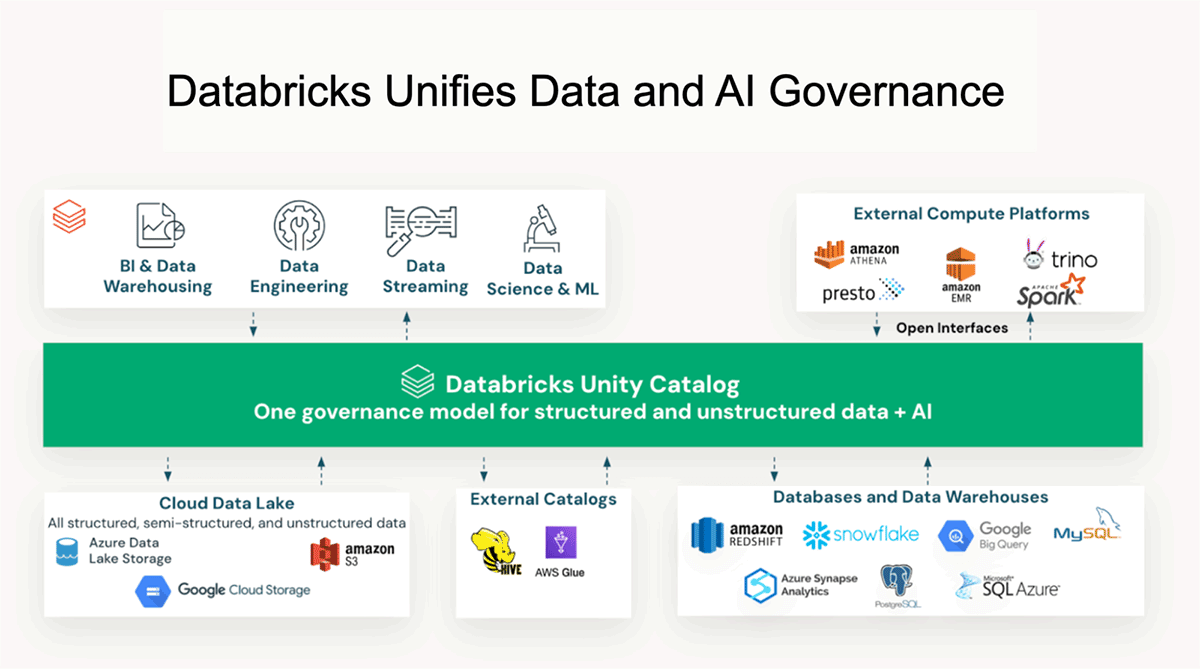 Databricks Unifies Data and AI Governance
BI & Data
Warehousing
Data
Engineering
Data
Streaming
Data
Science & ML
External Compute Platforms
amazon
ATHENA
presto
amazon
EMR
trino
APACHE
Spark
Open Interfaces
Databricks Unity Catalog
One governance model for structured and unstructured data + AI
Cloud Data Lake
All structured, semi-structured, and unstructured data
Azure Data
Lake Storage
amazon
S3
Google Cloud Storage
External Catalogs
HIVE
AWS Glue
Databases and Data Warehouses
amazon
REDSHIFT
snowflake
Google
Big Query
MySQL
Azure Synapse
Analytics
PostgreSQL
Microsoft
SQL Azure